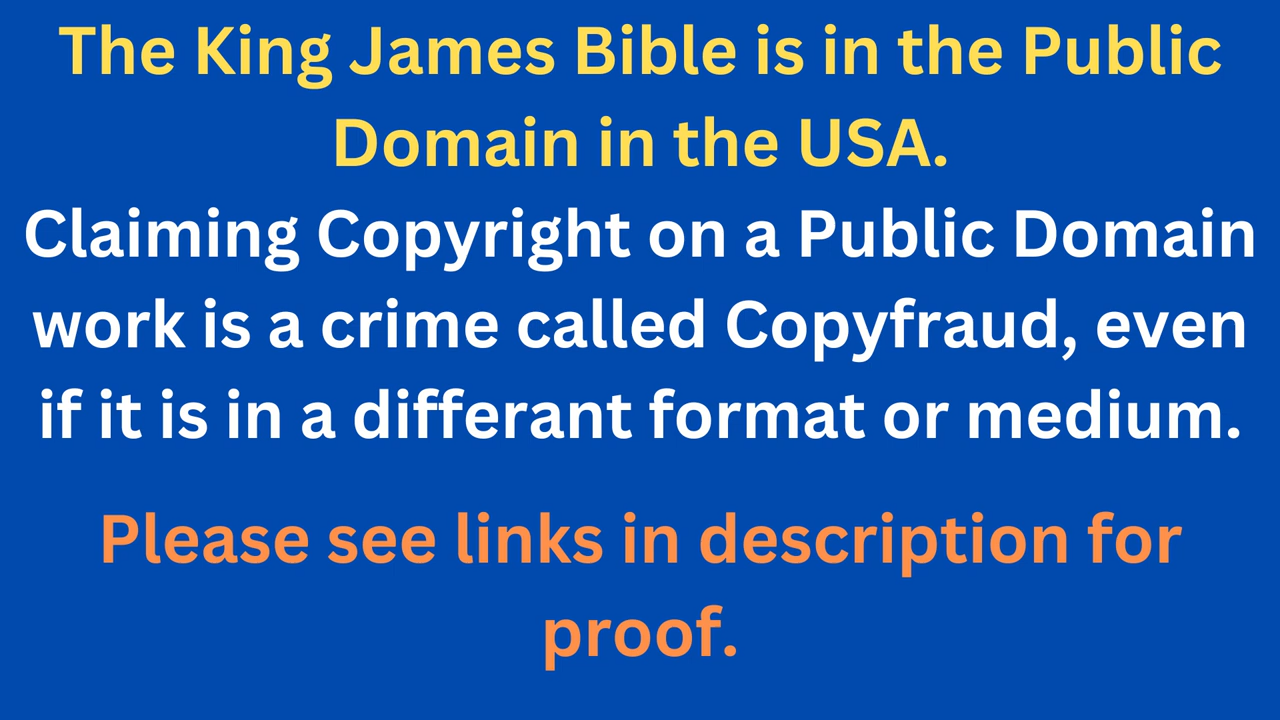 The King James Bible is in the Public
Domain in the USA.
Claiming Copyright on a Public Domain
work is a crime called Copyfraud, even
if it is in a differant format or medium.
Please see links in description for
proof.